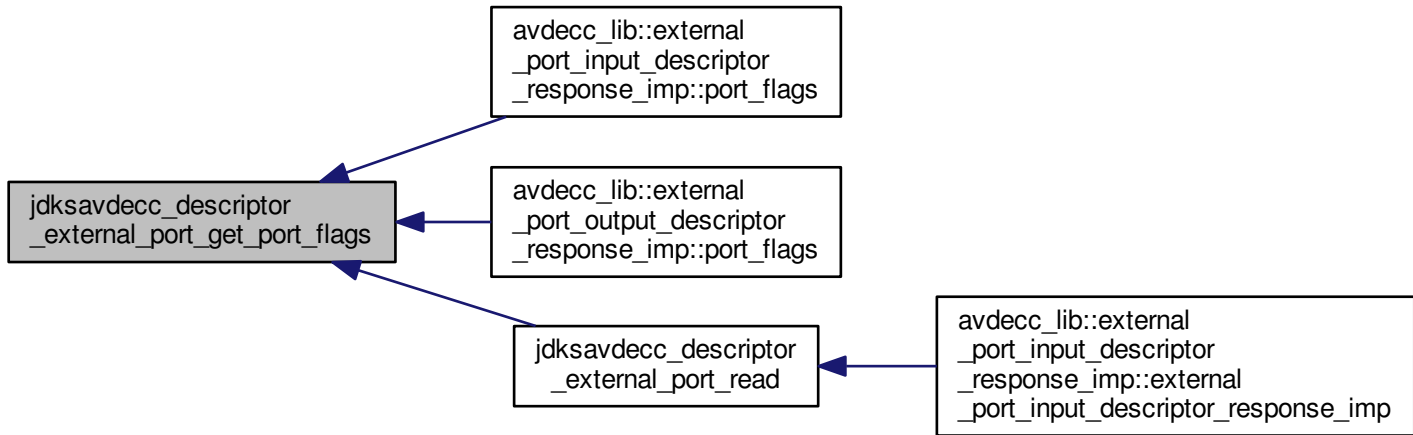 avdecc_lib::external
_port_input_descriptor
_response_imp::port_flags
jdksavdecc_descriptor
_external_port_get_port_flags
avdecc_lib::external
_port_output_descriptor
_response_imp::port_flags
jdksavdecc_descriptor
_external_port_read
avdecc_lib::external
_port_input_descriptor
_response_imp::external
_port_input_descriptor_response_imp